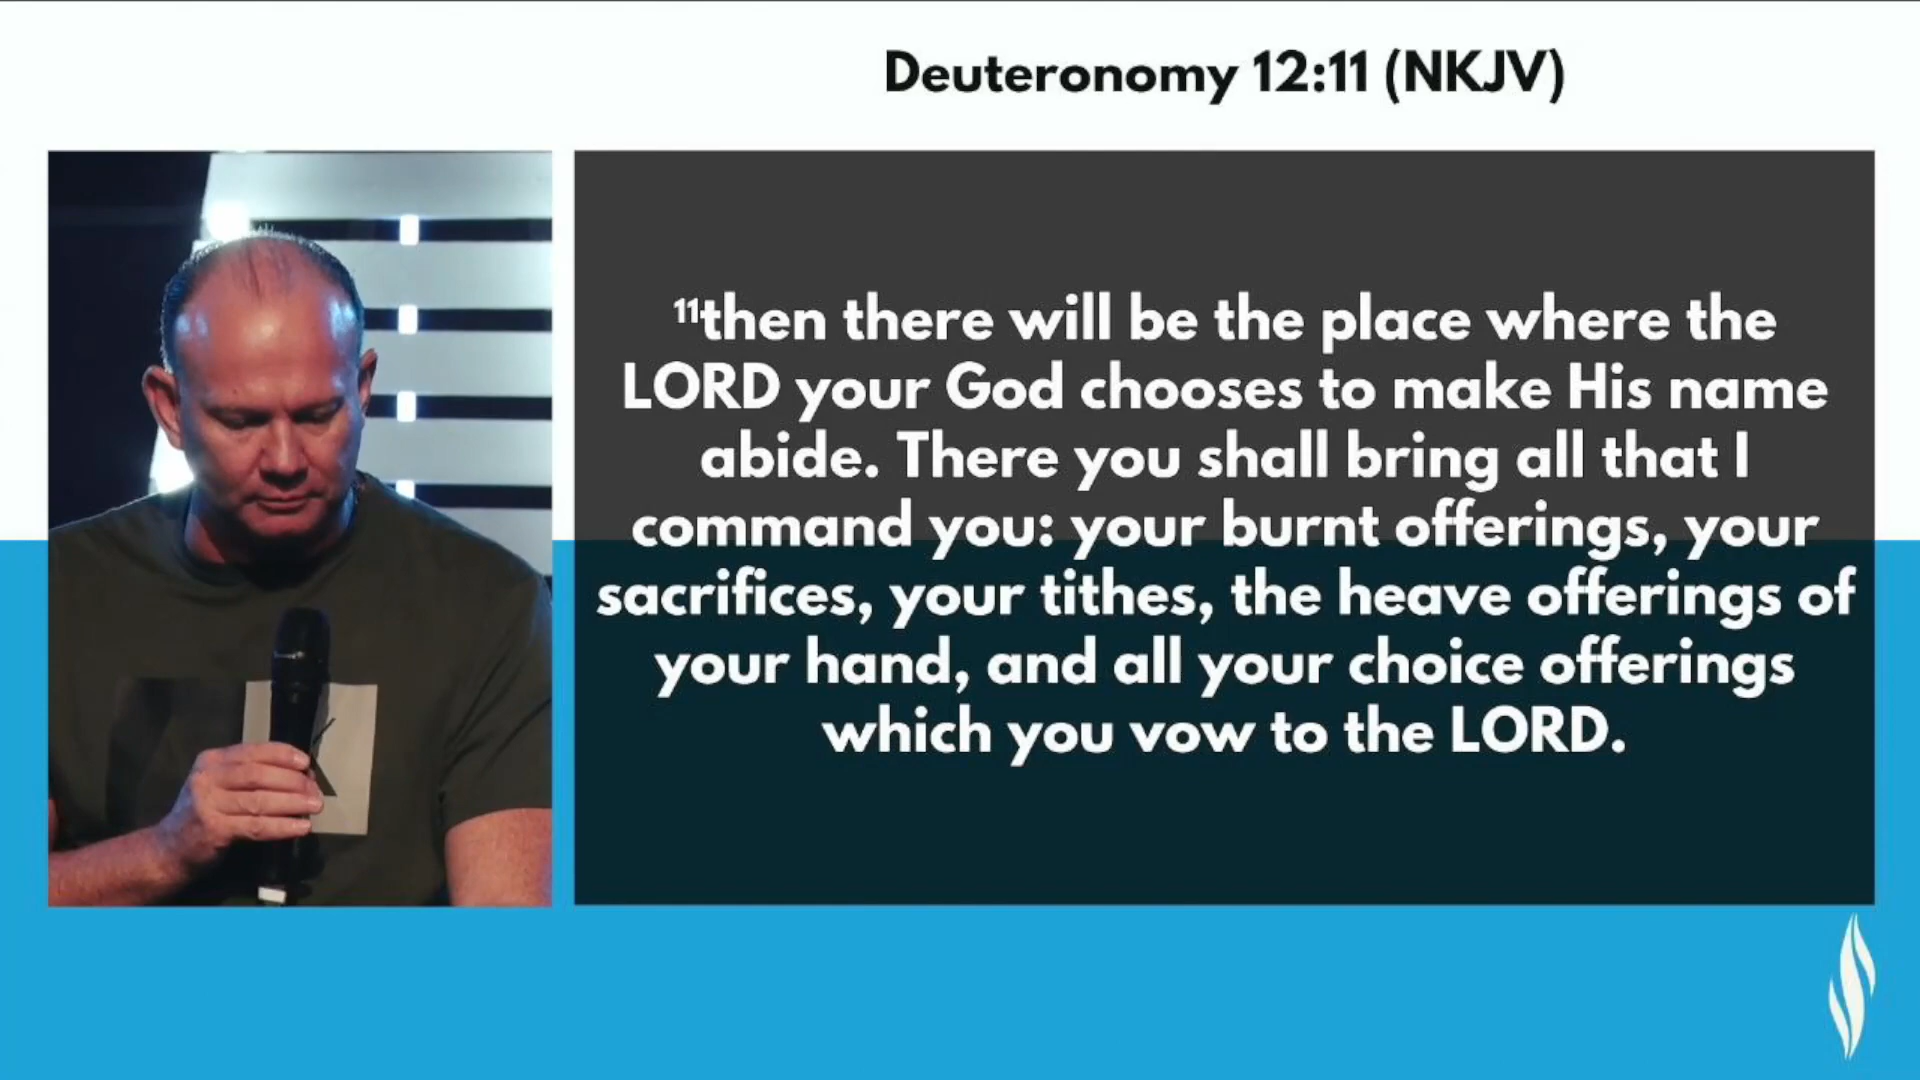 Deuteronomy 12:11 (NKJV)
¹¹then there will be the place where the
LORD your God chooses to make His name
abide. There you shall bring all that I
command you: your burnt offerings, your
sacrifices, your tithes, the heave offerings of
your hand, and all your choice offerings
which you vow to the LORD.